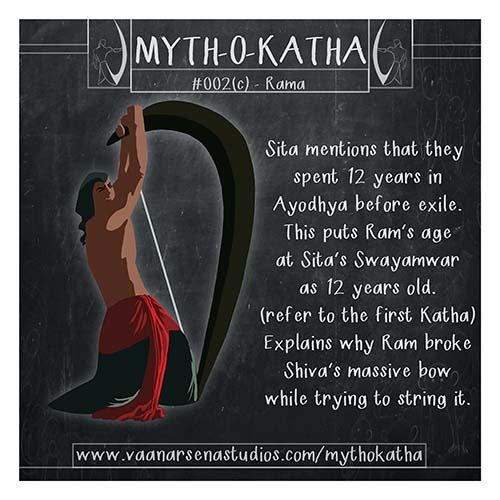 MYTH-O-KATHA
#002(c) - Rama
Sita mentions that they
spent 12 years in
Ayodhya before exile.
This puts Ram's age
at Sita's Swayamwar
as 12 years old.
(refer to the first Katha)
Explains why Ram broke
Shiva's massive bow
while trying to string it.
www.vaanarsenastudios.com/mythokatha